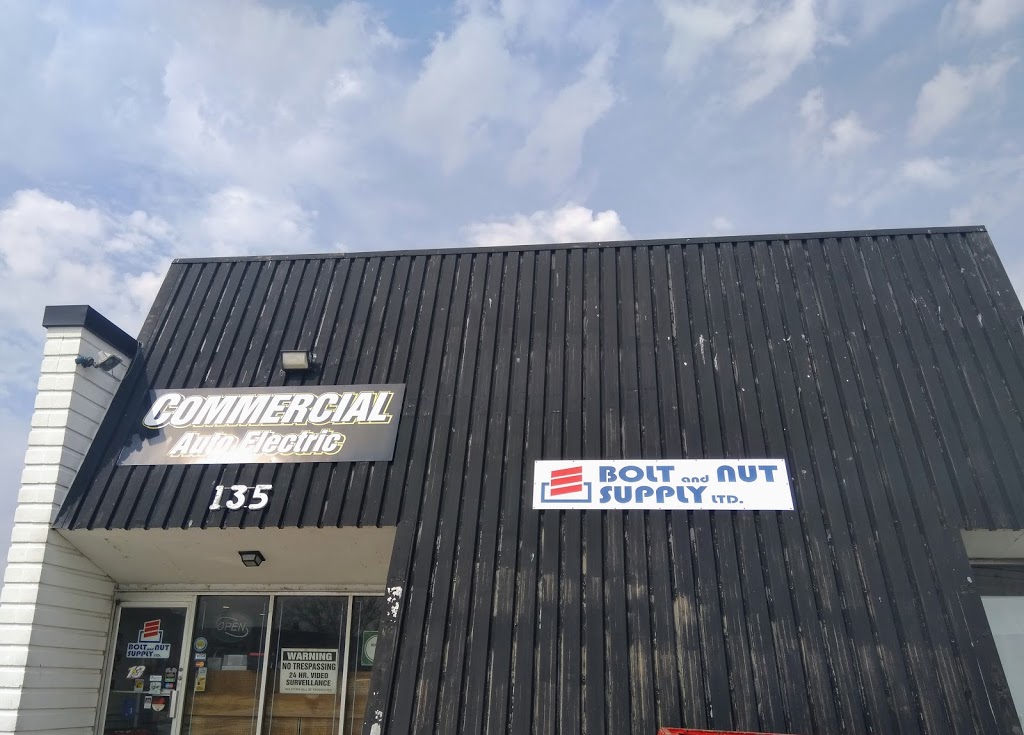 COMMERCIAL
Auto Electric
135
BOLT and NUT
SUPPLY LTD.
OPEN
BOLT and NUT
SUPPLY LTD.
WARNING
NO TRESPASSING
24 HR. VIDEO
SURVEILLANCE